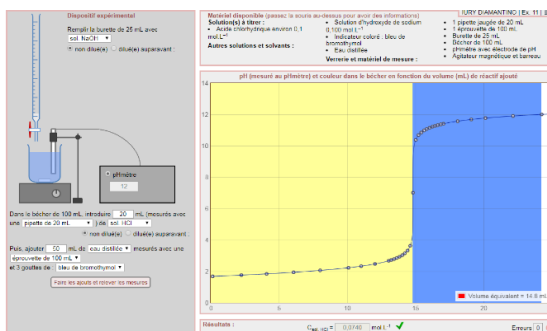 Dispositif expérimental
Remplir la burette de 25 mL avec
sol. NaOH
non dilué(e) dilué(e) auparavant :
pHmètre
12
Dans le bécher de 100 mL, introduire 20 mL (mesurés avec
une pipette de 20 mL ) de sol. HCl
non dilué(e) dilué(e) auparavant :
Puis, ajouter 50 mL de eau distillée mesurés avec une
éprouvette de 100 mL
et 3 gouttes de : bleu de bromothymol
Faire les ajouts et relever les mesures
IURY DIAMANTINO | Ex. 11 |
Matériel disponible (passez la souris au-dessus pour avoir des informations)
Solution(s) à titrer :
Acide chlorhydrique environ 0,1
mol.L⁻¹
Autres solutions et solvants :
Solution d'hydroxyde de sodium
0,100 mol.L⁻¹
Indicateur coloré : bleu de
bromothymol
Eau distillée
Verrerie et matériel de mesure :
1 pipette jaugée de 20 mL
1 éprouvette de 100 mL
Burette de 25 mL
Bécher de 100 mL
pHmètre avec électrode de pH
Agitateur magnétique et barreau
pH (mesuré au pHmètre) et couleur dans le bécher en fonction du volume (mL) de réactif ajouté
14
12
10
8
6
4
2
0
0
5
10
15
20
Volume équivalent = 14.8 mL
Résultats :
= 0,0740 mol.L⁻¹ ✓
Erreurs 0